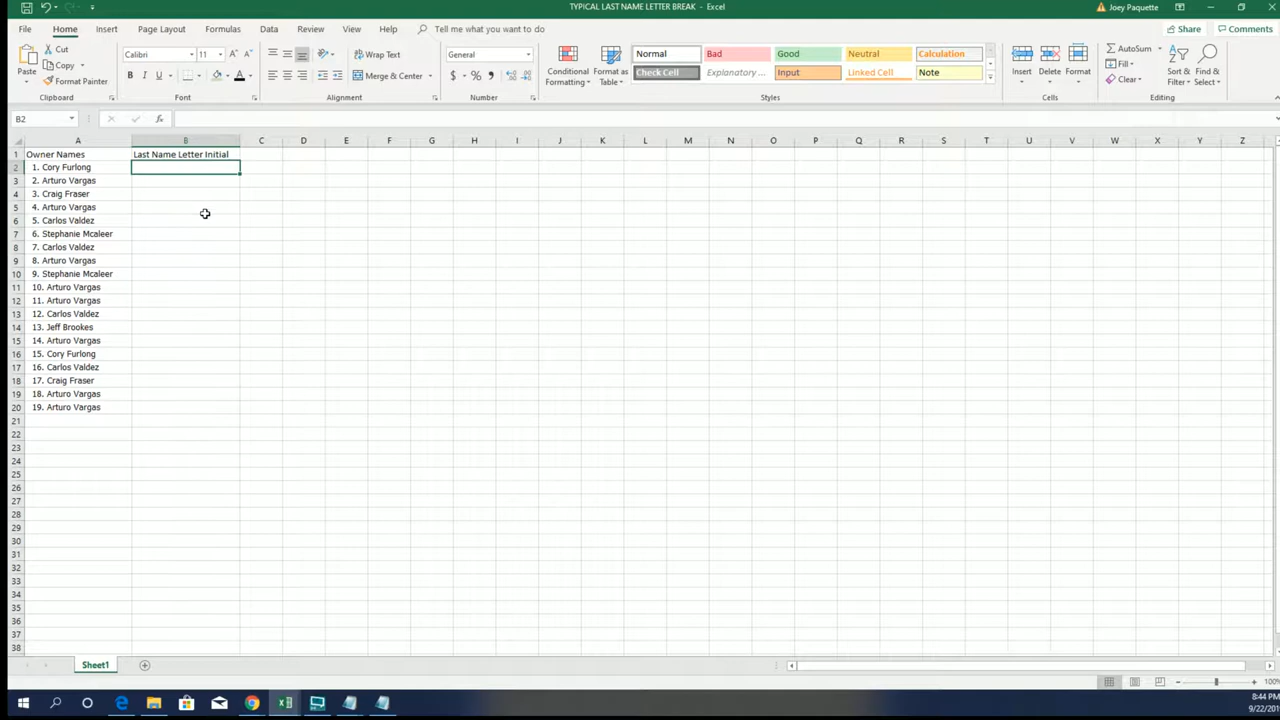 TYPICAL LAST NAME LETTER BREAK - Excel
Joey Paquette
File Home Insert Page Layout Formulas Data Review View Help Tell me what you want to do
Share Comments
Paste
Cut
Copy
Format Painter
Clipboard
Calibri 11
B I U
Font
Wrap Text
Merge & Center
Alignment
General
$ % ,
Number
Conditional Formatting
Format as Table
Normal Bad Good Neutral Calculation
Check Cell Explanatory ... Input Linked Cell Note
Styles
Insert Delete Format
Cells
AutoSum
Fill
Clear
Sort & Filter
Find & Select
Editing
B2
fx
A B C D E F G H I J K L M N O P Q R S T U V W X Y Z
1 Owner Names Last Name Letter Initial
2 1. Cory Furlong
3 2. Arturo Vargas
4 3. Craig Fraser
5 4. Arturo Vargas
6 5. Carlos Valdez
7 6. Stephanie Mcaleer
8 7. Carlos Valdez
9 8. Arturo Vargas
10 9. Stephanie Mcaleer
11 10. Arturo Vargas
12 11. Arturo Vargas
13 12. Carlos Valdez
14 13. Jeff Brookes
15 14. Arturo Vargas
16 15. Cory Furlong
17 16. Carlos Valdez
18 17. Craig Fraser
19 18. Arturo Vargas
20 19. Arturo Vargas
21
22
23
24
25
26
27
28
29
30
31
32
33
34
35
36
37
38
Sheet1
100%
8:44 PM